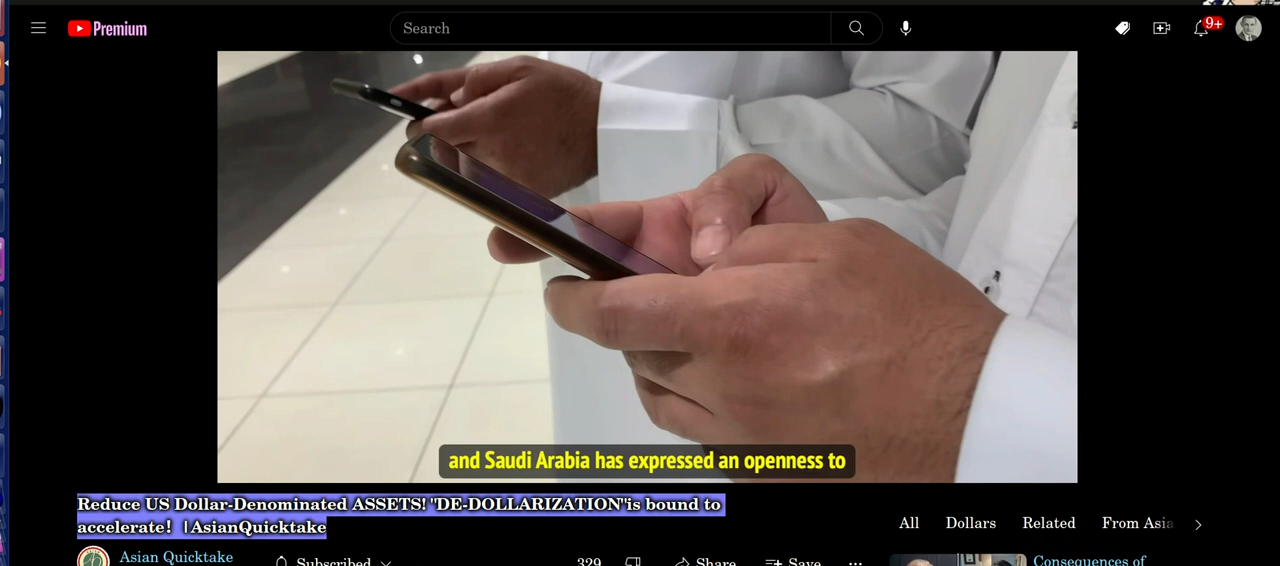 Premium
Search
9+
and Saudi Arabia has expressed an openness to
Reduce US Dollar-Denominated ASSETS! "DE-DOLLARIZATION"is bound to
accelerate! |AsianQuicktake
All Dollars Related From Asia
Asian Quicktake
Subscribed 329 Share Save
Consequences of